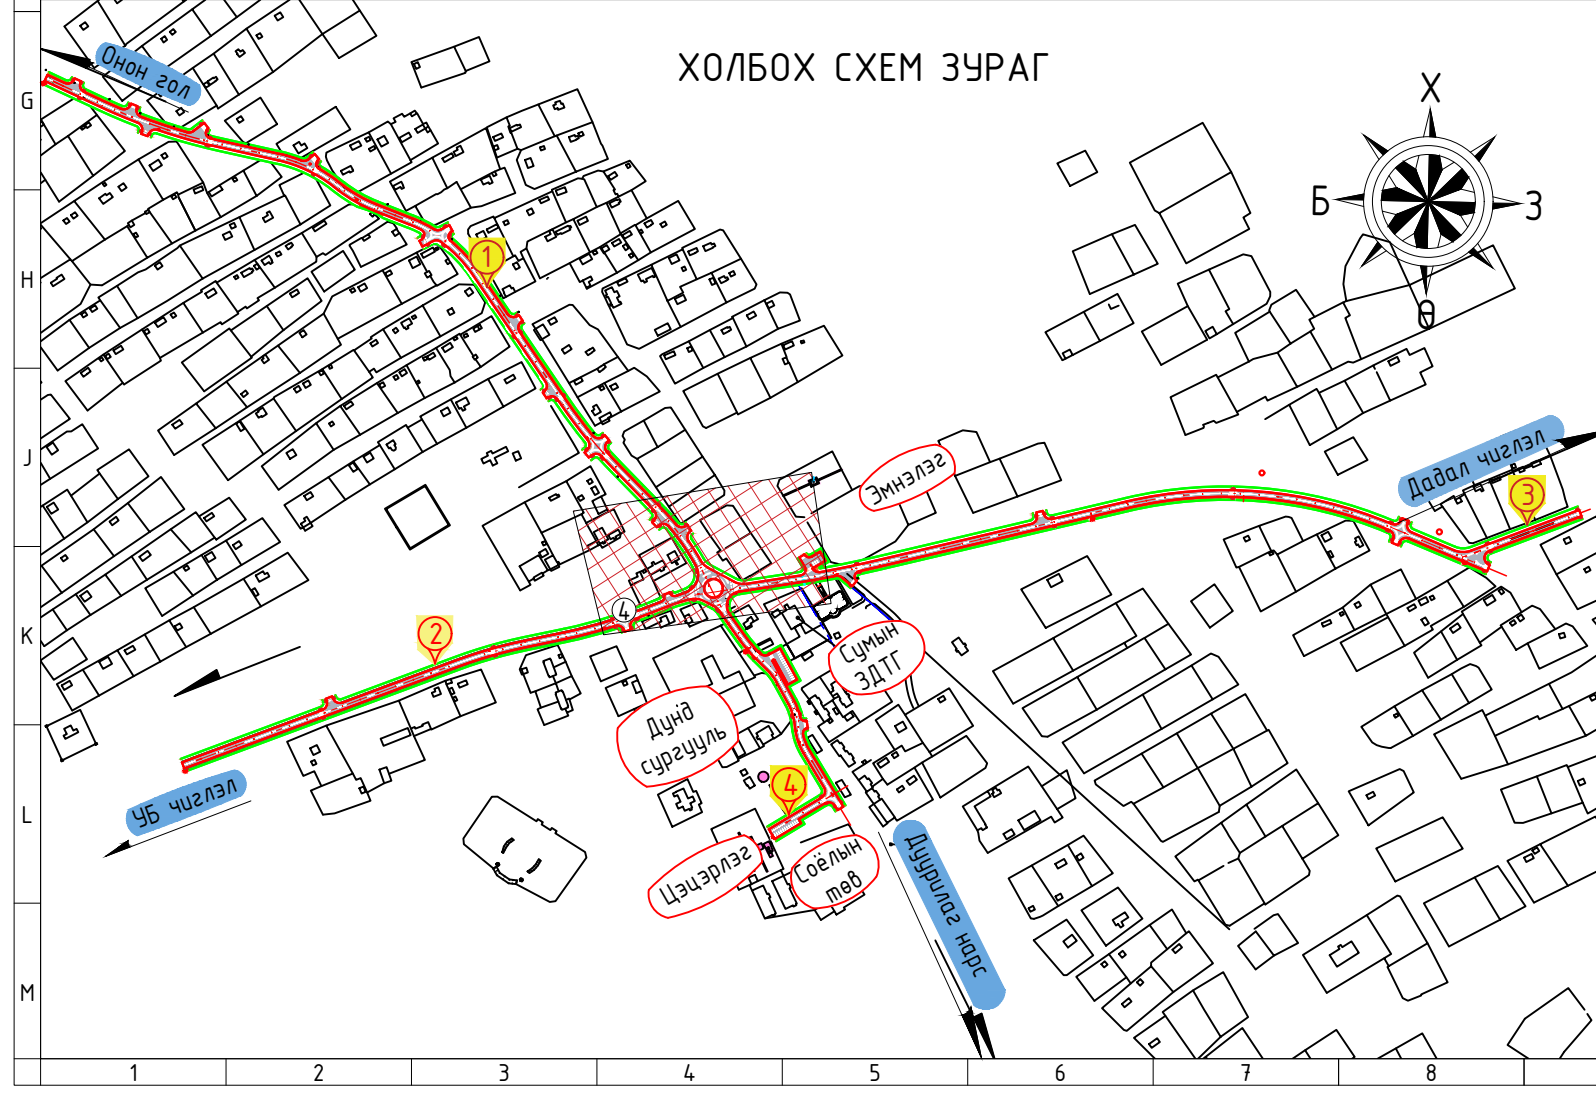 ХОЛБОХ СХЕМ ЗУРАГ
Онон гол
Х
Б
З
Ө
G
H
J
K
L
M
1
2
3
4
4
Эмнэлэг
Дадал чиглэл
Сумын
ЗДТГ
Дунд
сургууль
УБ чиглэл
Цэцэрлэг
Соёлын
төв
Дуурилаг нарс
1
2
3
4
5
6
7
8